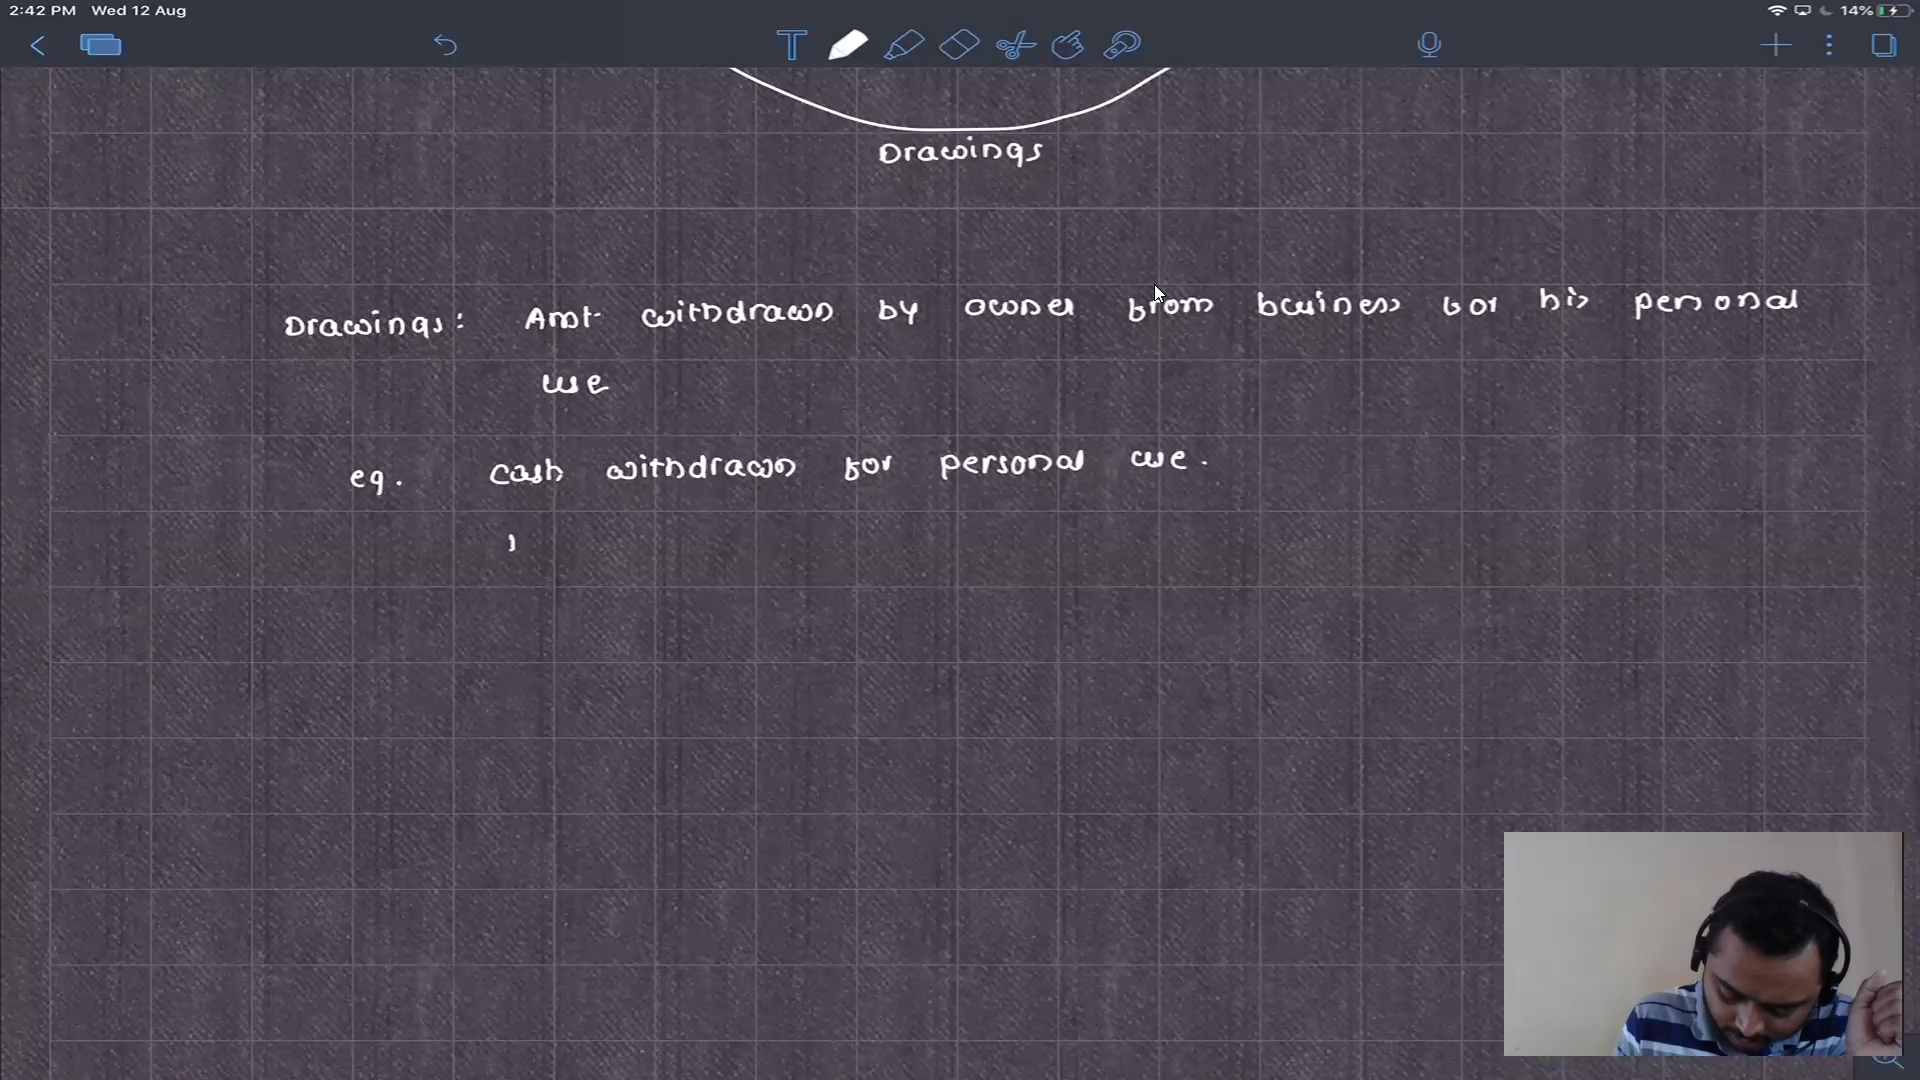 2:42 PM Wed 12 Aug
14%
T
Drawings
Drawings: Amt withdrawn by owner from business for his personal
use
eg. cash withdrawn for personal use.